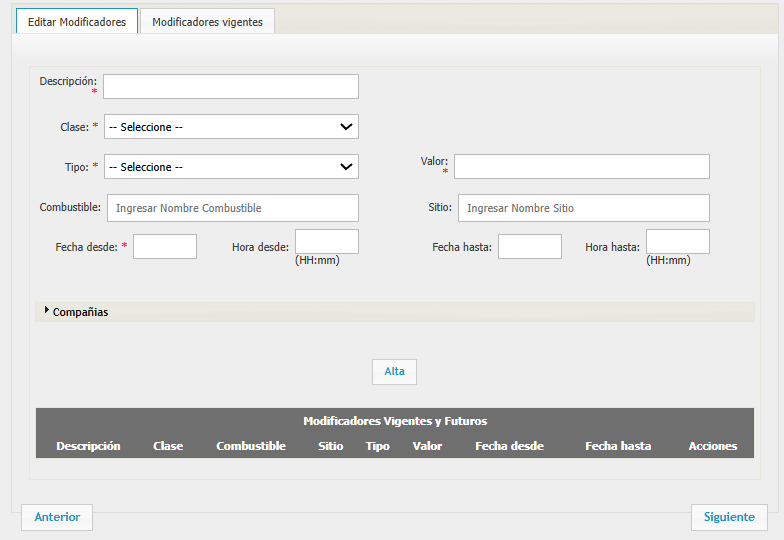 Editar Modificadores Modificadores vigentes
Descripción: *
Clase: * -- Seleccione --
Tipo: * -- Seleccione -- Valor: *
Combustible: Ingresar Nombre Combustible Sitio: Ingresar Nombre Sitio
Fecha desde: * Hora desde: Fecha hasta: Hora hasta:
(HH:mm) (HH:mm)
Compañias
Alta
Modificadores Vigentes y Futuros
Descripción Clase Combustible Sitio Tipo Valor Fecha desde Fecha hasta Acciones
Anterior Siguiente